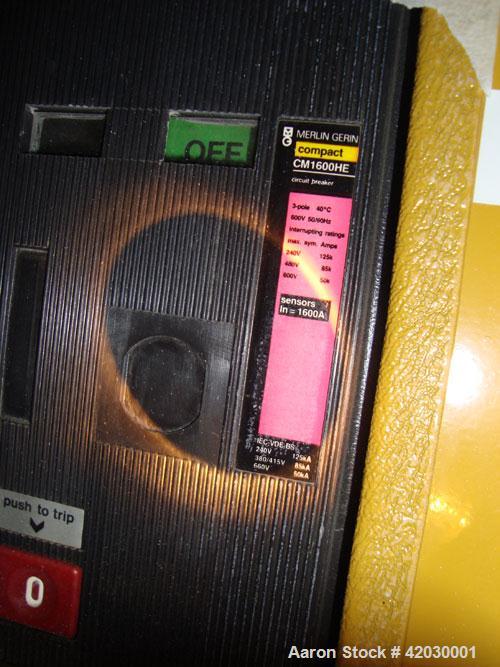 OFF
MERLIN GERIN
compact
CM1600HE
circuit breaker
3-pole 40°C
600V 50/60Hz
interrupting ratings
max. sym. Amps
240V 125k
480V 85k
600V 50k
sensors
In = 1600A
IEC-VDE-BS
240V 125kA
380/415V 85kA
660V 50kA
push to trip
0
Aaron Stock # 42030001